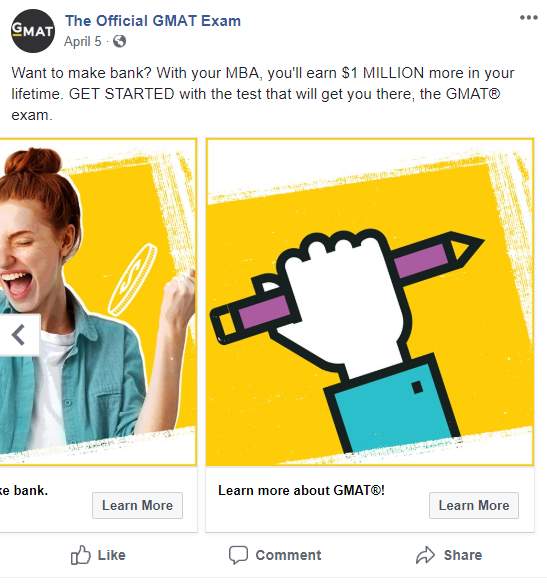 GMAT
The Official GMAT Exam
April 5 ·
Want to make bank? With your MBA, you'll earn $1 MILLION more in your
lifetime. GET STARTED with the test that will get you there, the GMAT®
exam.
ke bank.
Learn More
Learn more about GMAT®!
Learn More
Like
Comment
Share